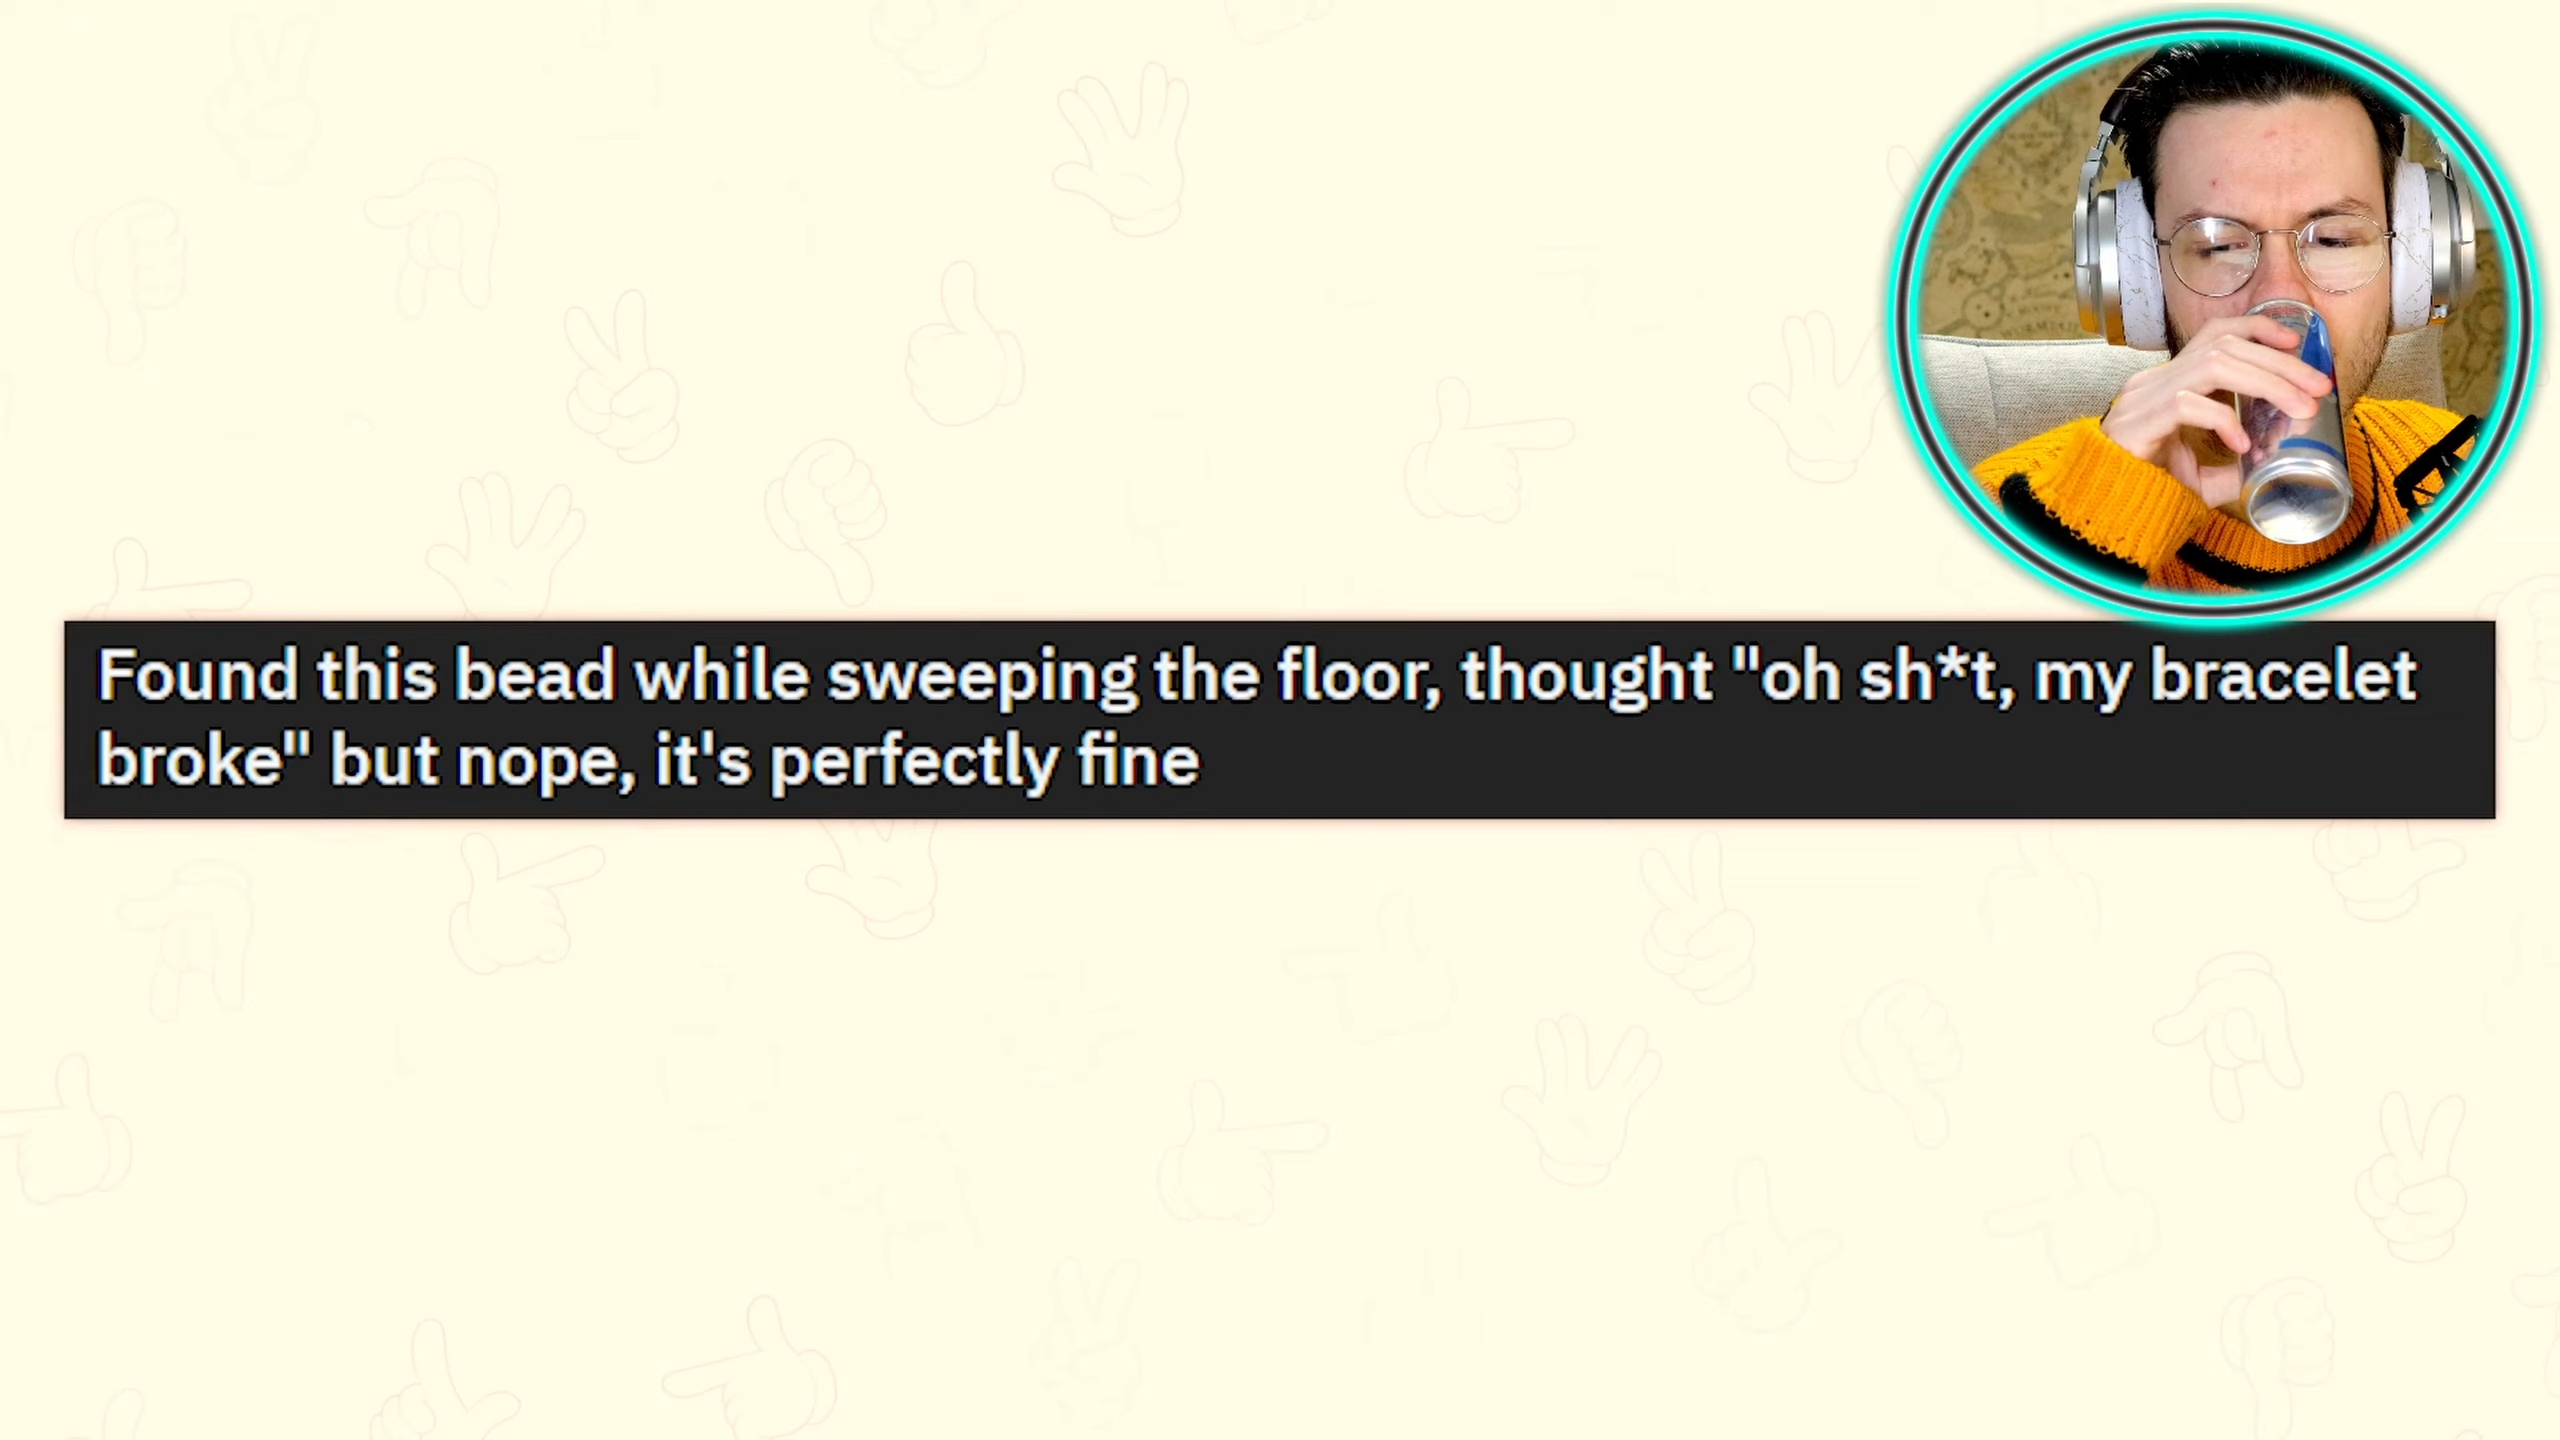 Found this bead while sweeping the floor, thought "oh sh*t, my bracelet
broke" but nope, it's perfectly fine